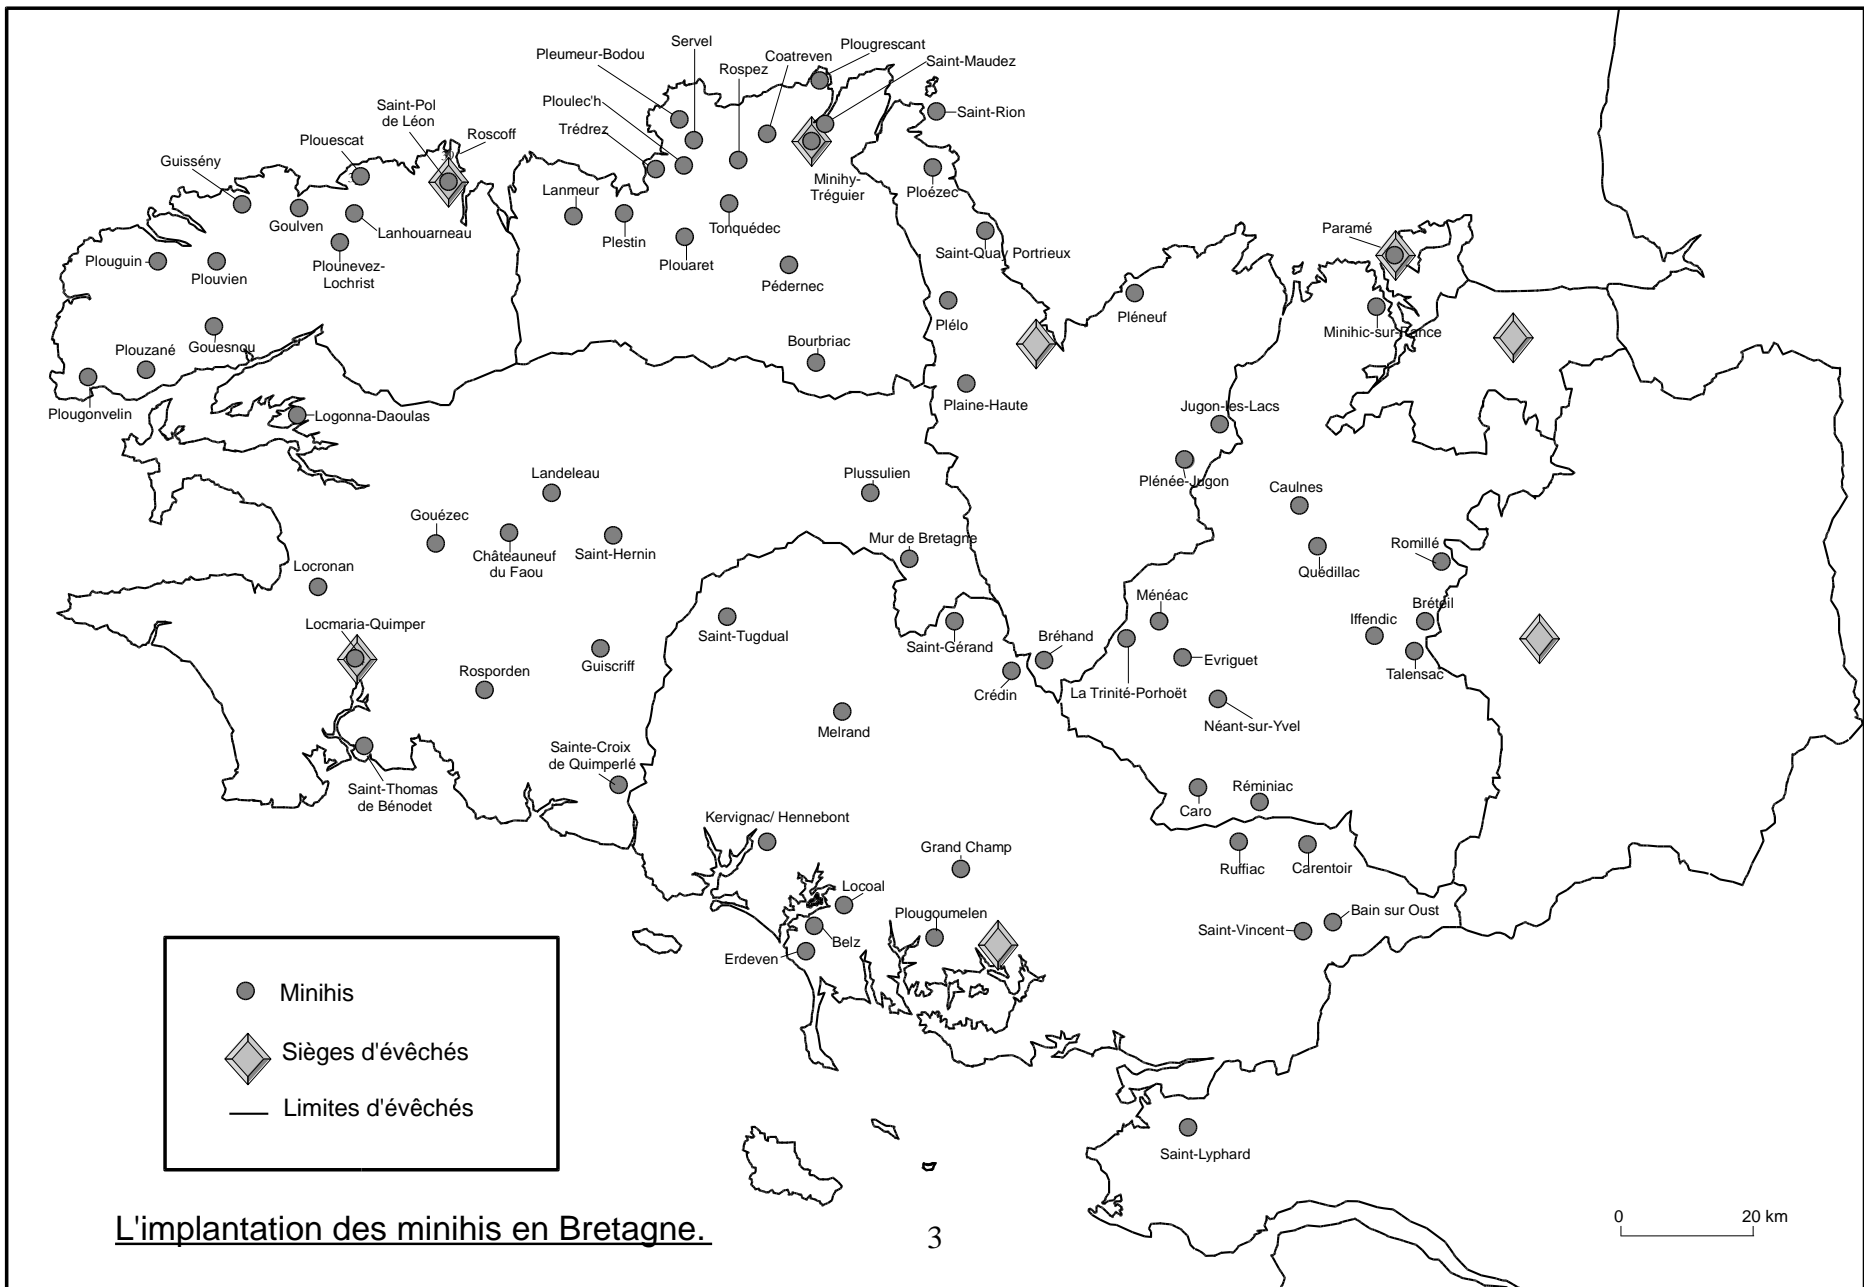 Servel
Plougrescant
Pleumeur-Bodou
Coatreven
Saint-Maudez
Rospez
Ploulec'h
Saint-Pol
de Léon
Saint-Rion
Trédrez
Roscoff
Plouescat
Guissény
Minihy-
Tréguier
Ploézec
Lanmeur
Goulven
Lanhouarneau
Plestin
Tonquédec
Paramé
Plouguin
Plouvien
Plounevez-
Lochrist
Plouaret
Saint-Quay Portrieux
Pédernec
Plélo
Pléneuf
Minihic-sur-Rance
Plouzané
Gouesnou
Bourbriac
Plougonvelin
Logonna-Daoulas
Plaine-Haute
Jugon-les-Lacs
Landeleau
Plussulien
Plénée-Jugon
Caulnes
Gouézec
Châteauneuf
du Faou
Saint-Hernin
Mur de Bretagne
Romillé
Locronan
Quédillac
Ménéac
Bréteil
Locmaria-Quimper
Saint-Tugdual
Saint-Gérand
Bréhand
Iffendic
Rosporden
Guiscriff
Evriguet
Talensac
Crédin
La Trinité-Porhoët
Melrand
Néant-sur-Yvel
Sainte-Croix
de Quimperlé
Saint-Thomas
de Bénodet
Caro
Réminiac
Kervignac/ Hennebont
Grand Champ
Ruffiac
Carentoir
Locoal
Plougoumelen
Bain sur Oust
Saint-Vincent
Belz
Erdeven
Minihis
Sièges d'évêchés
Limites d'évêchés
Saint-Lyphard
L'implantation des minihis en Bretagne.
3
0 20 km